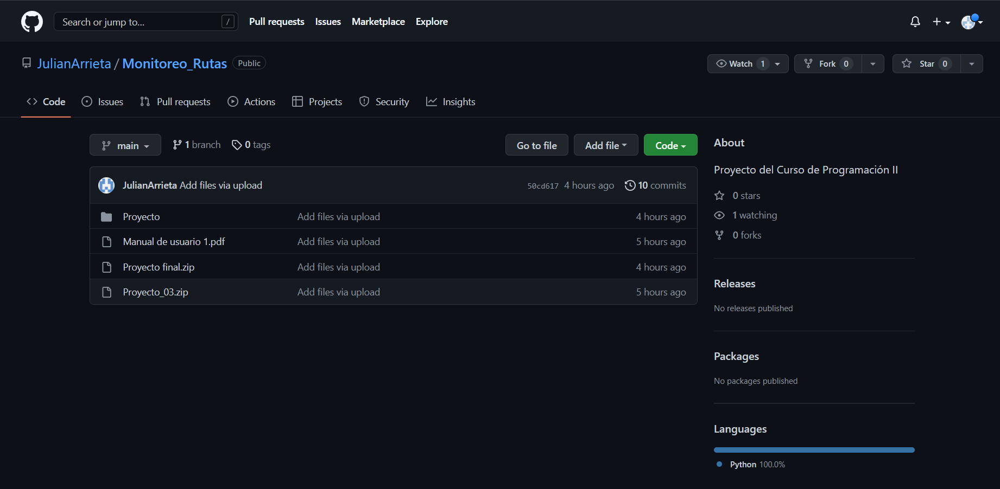 Search or jump to... /
Pull requests Issues Marketplace Explore
JulianArrieta / Monitoreo_Rutas Public
Watch 1 Fork 0 Star 0
Code Issues Pull requests Actions Projects Security Insights
main 1 branch 0 tags
Go to file Add file Code
JulianArrieta Add files via upload 50cd617 4 hours ago 10 commits
Proyecto Add files via upload 4 hours ago
Manual de usuario 1.pdf Add files via upload 5 hours ago
Proyecto final.zip Add files via upload 4 hours ago
Proyecto_03.zip Add files via upload 5 hours ago
About
Proyecto del Curso de Programación II
0 stars
1 watching
0 forks
Releases
No releases published
Packages
No packages published
Languages
Python 100.0%